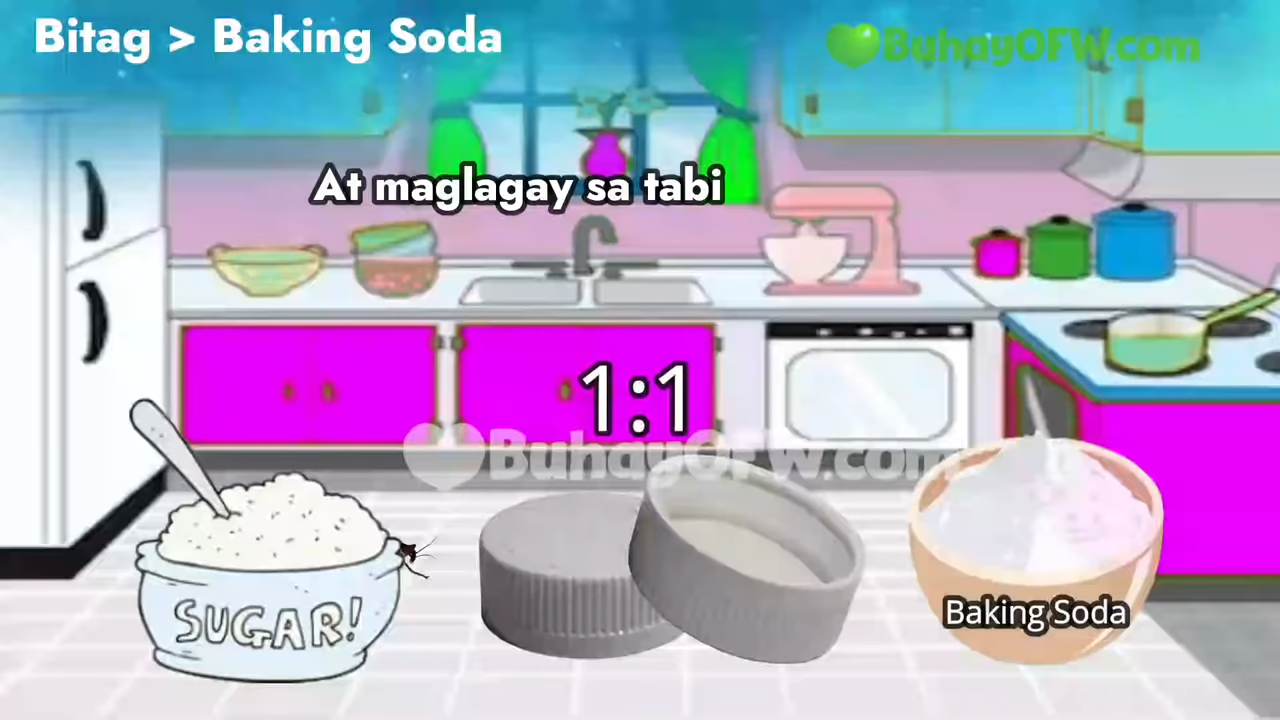 Bitag > Baking Soda
BuhayOFW.com
At maglagay sa tabi
1:1
BuhayOFW.com
SUGAR!
Baking Soda